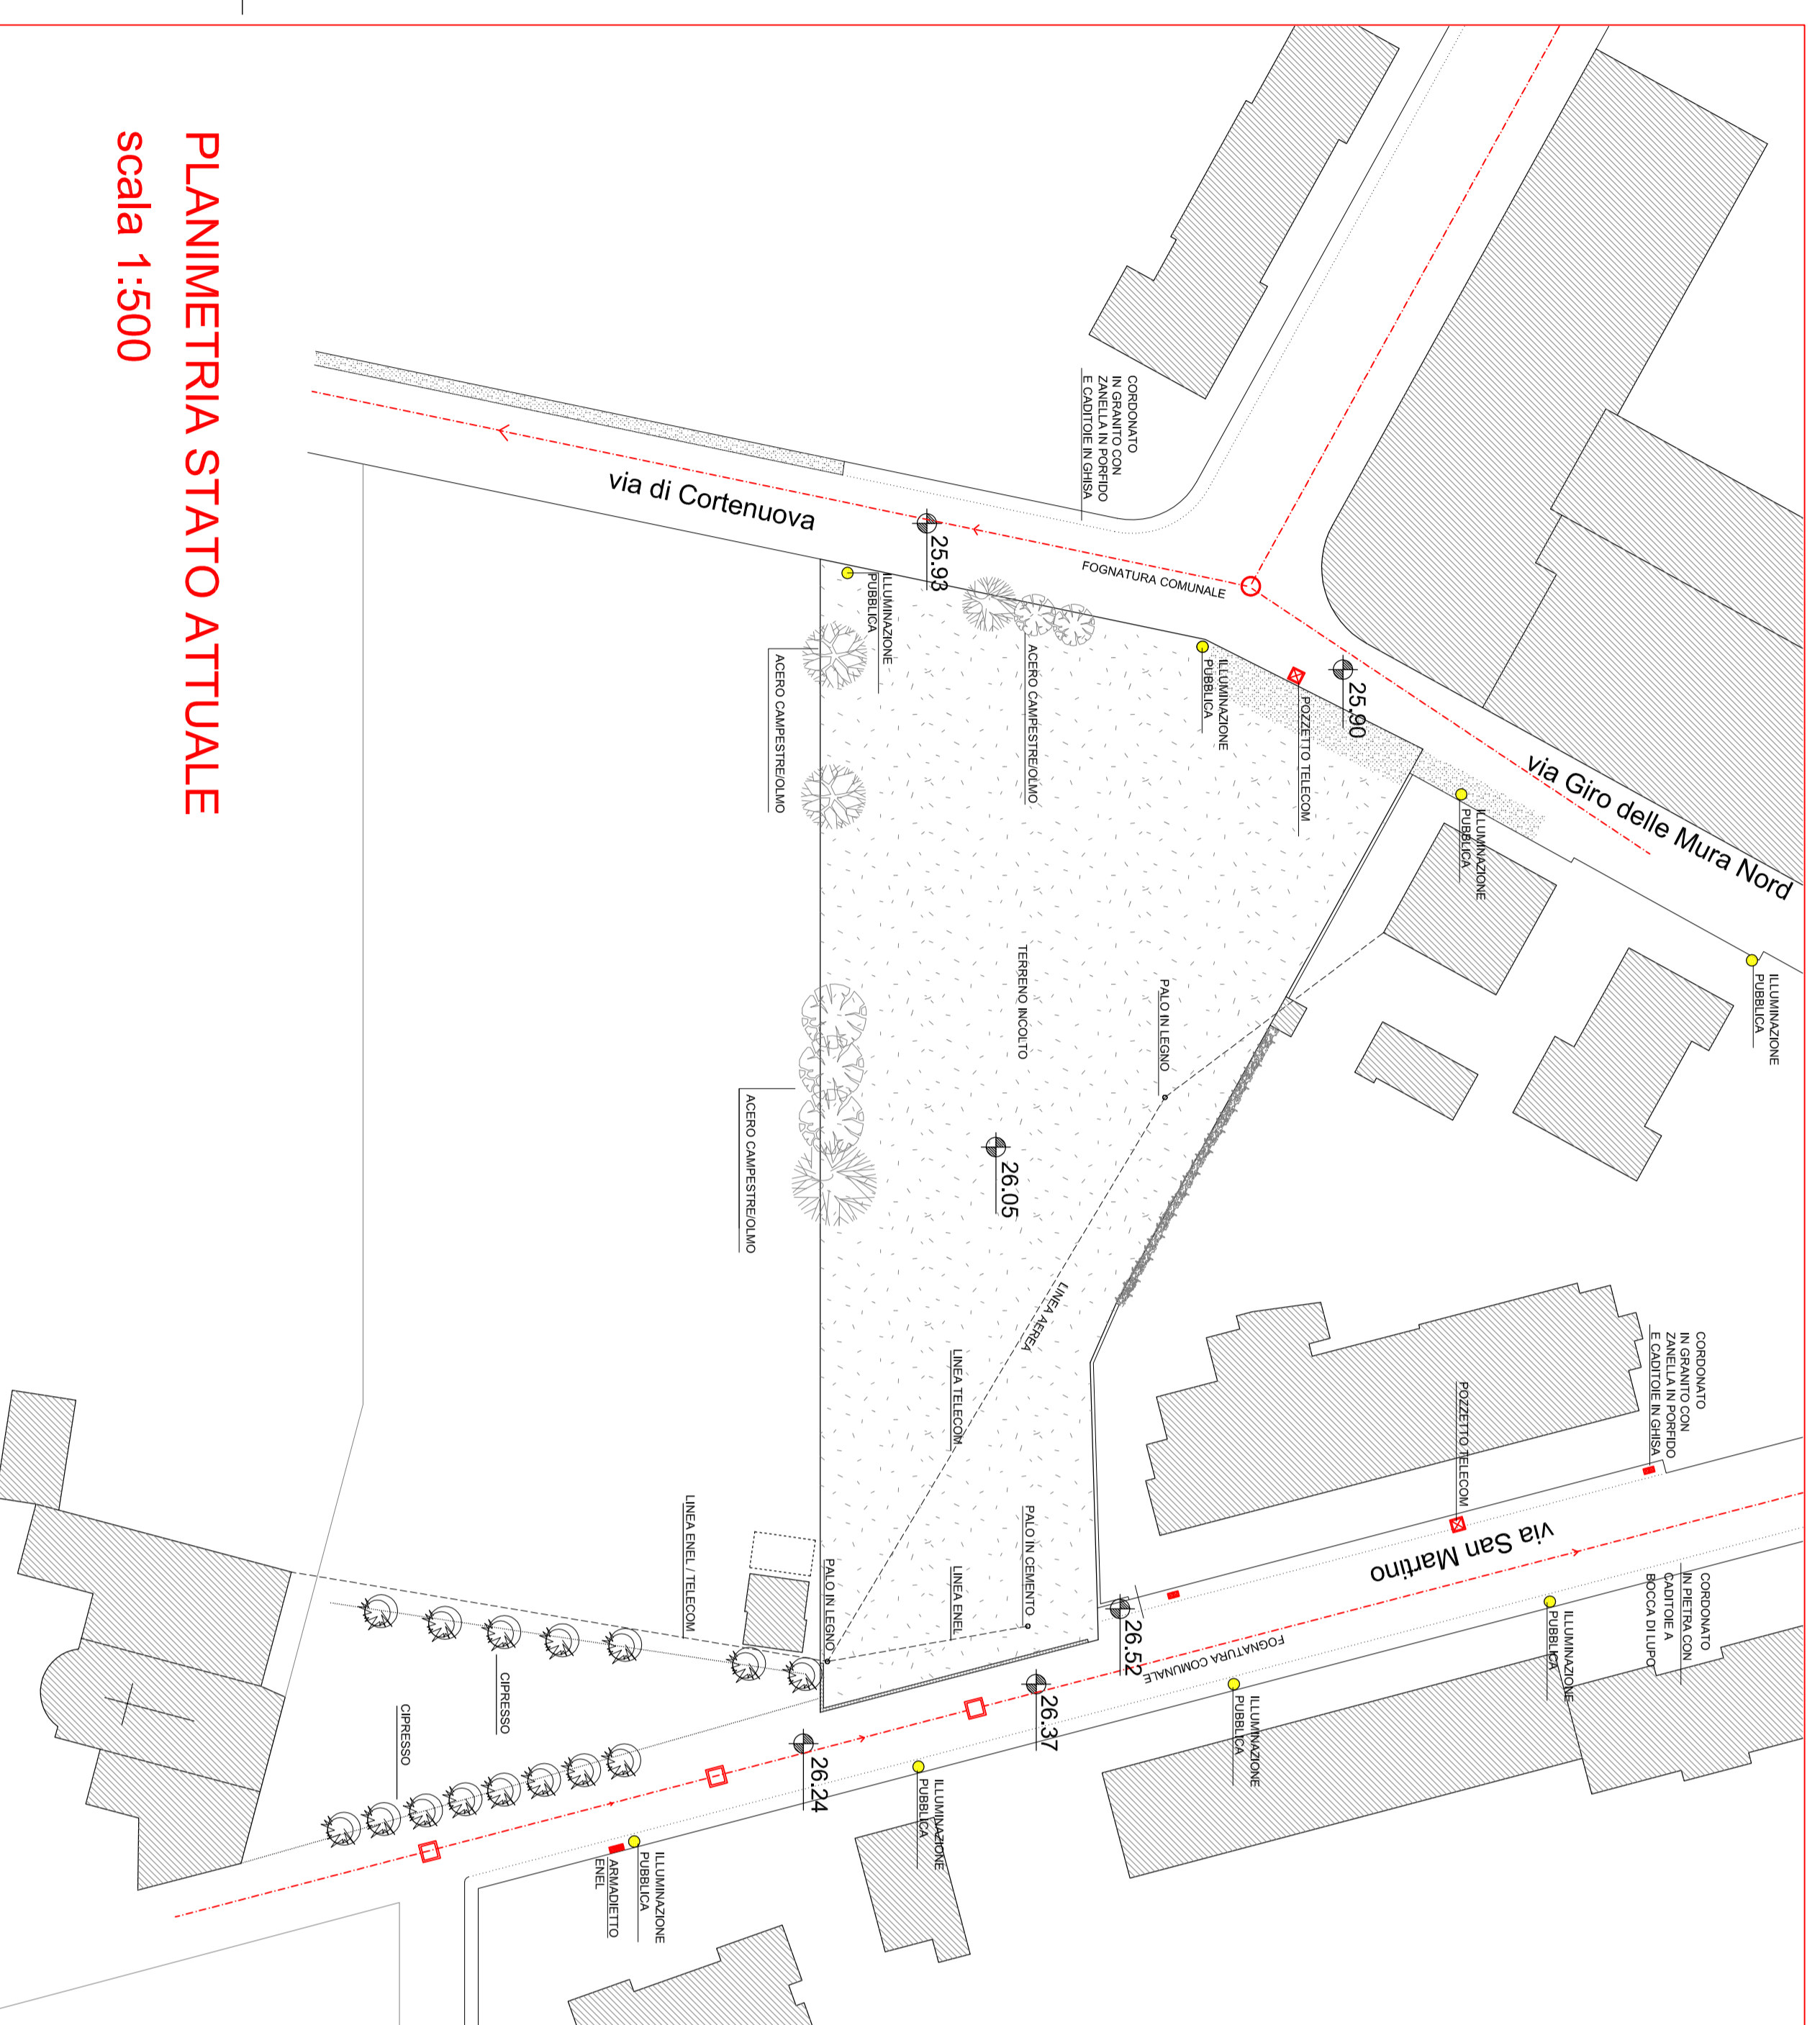 PLANIMETRIA STATO ATTUALE
scala 1:500
via Giro delle Mura Nord
ILLUMINAZIONE
PUBBLICA
ILLUMINAZIONE
PUBBLICA
25.90
POZZETTO TELECOM
ILLUMINAZIONE
PUBBLICA
CORDONATO
IN GRANITO CON
ZANELLA IN PORFIDO
E CADITOIE IN GHISA
FOGNATURA COMUNALE
via di Cortenuova
25.93
ILLUMINAZIONE
PUBBLICA
ACERO CAMPESTRE/OLMO
ACERO CAMPESTRE/OLMO
TERRENO INCOLTO
PALO IN LEGNO
26.05
ACERO CAMPESTRE/OLMO
LINEA AEREA
LINEA TELECOM
CORDONATO
IN GRANITO CON
ZANELLA IN PORFIDO
E CADITOIE IN GHISA
POZZETTO TELECOM
via San Martino
CORDONATO
IN PIETRA CON
CADITOIE A
BOCCA DI LUPO
ILLUMINAZIONE
PUBBLICA
PALO IN CEMENTO
LINEA ENEL
PALO IN LEGNO
LINEA ENEL / TELECOM
26.52
FOGNATURA COMUNALE
26.37
ILLUMINAZIONE
PUBBLICA
26.24
ILLUMINAZIONE
PUBBLICA
CIPRESSO
CIPRESSO
ILLUMINAZIONE
PUBBLICA
ARMADIETTO
ENEL